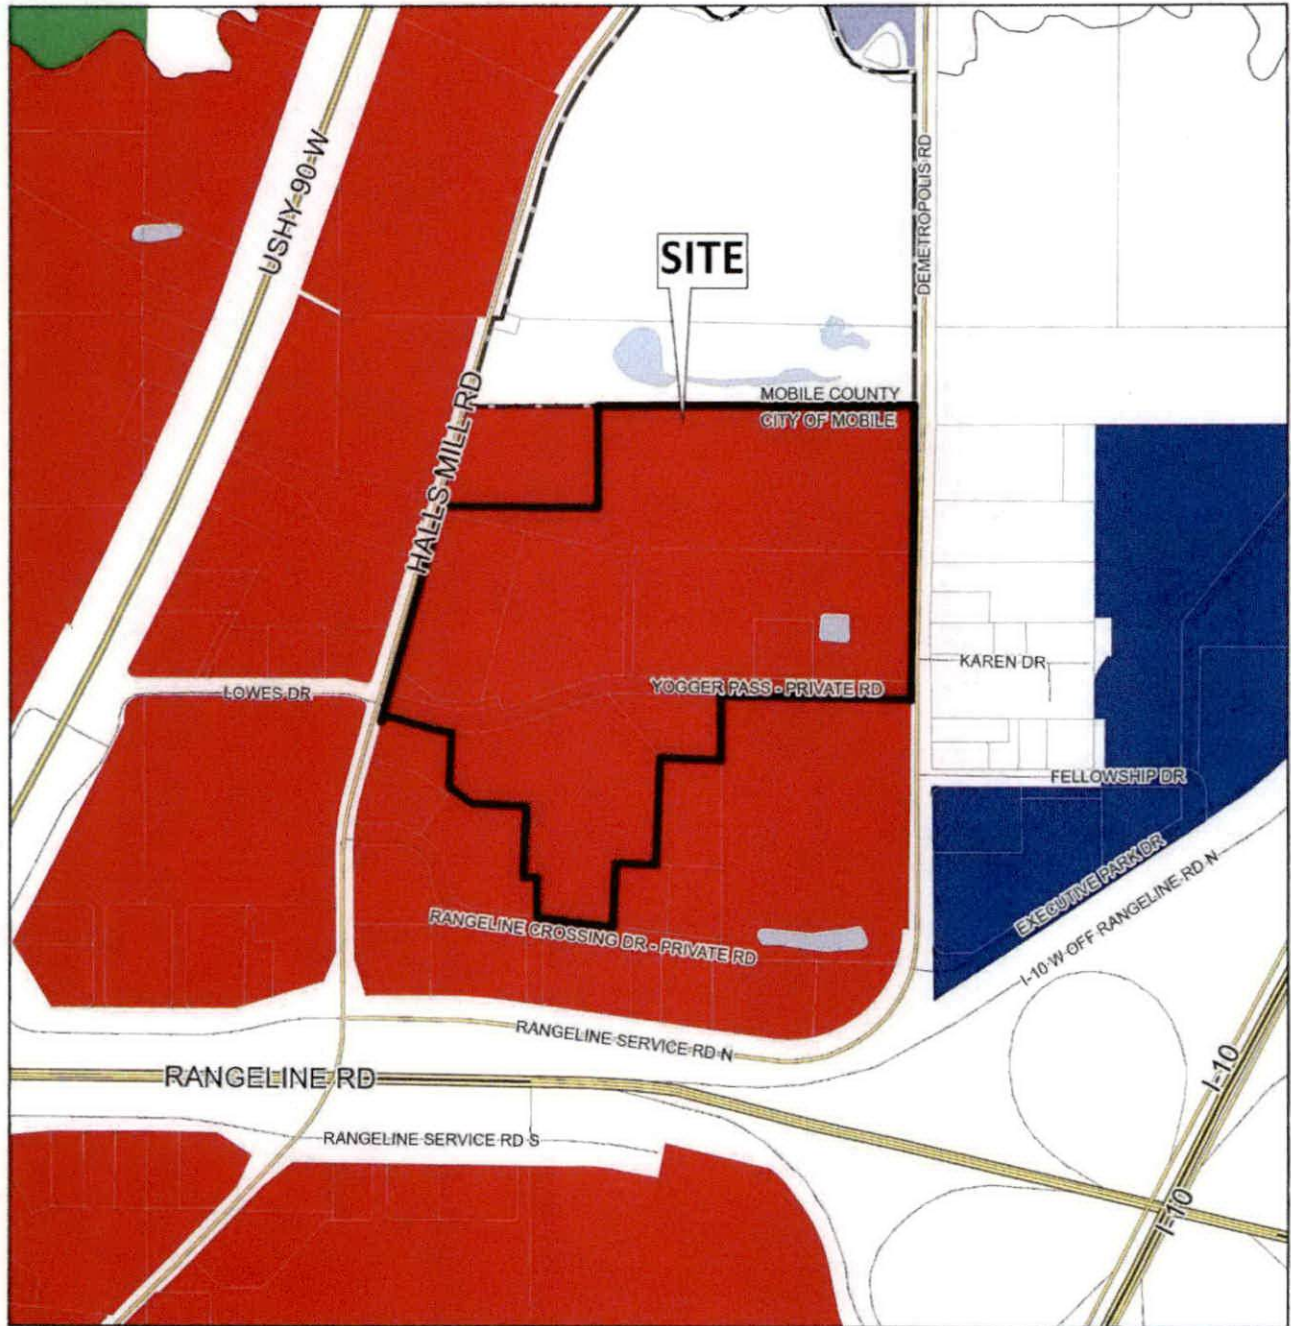 USHY 90 W
DEMETROPOLIS RD
SITE
MOBILE COUNTY
CITY OF MOBILE
HALLS MILL RD
KAREN DR
YOGGER PASS - PRIVATE RD
LOWES DR
FELLOWSHIP DR
EXECUTIVE PARK DR
I-10 W OFF RANGELINE RD N
RANGELINE CROSSING DR - PRIVATE RD
RANGELINE SERVICE RD N
RANGELINE RD
I-10
RANGELINE SERVICE RD S
I-10